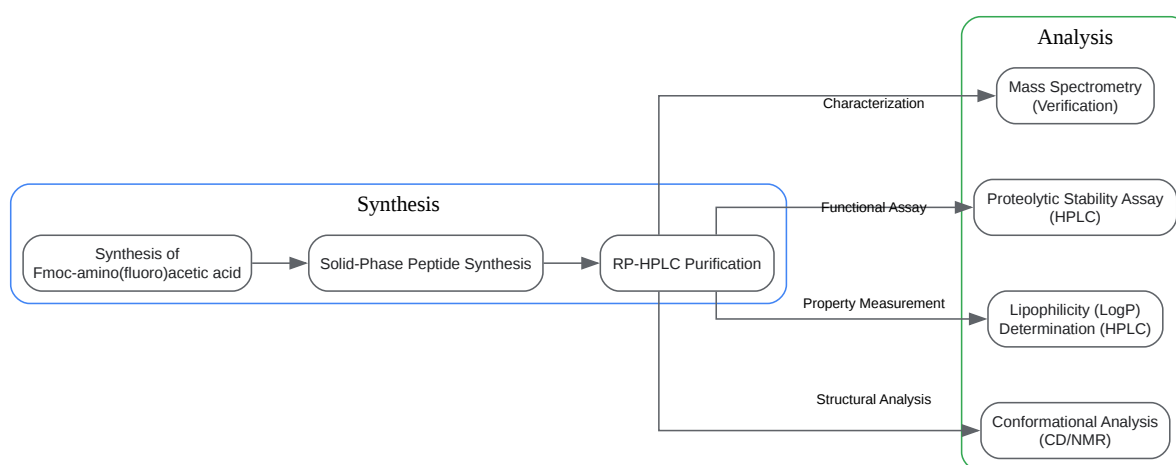 Analysis
Mass Spectrometry
(Verification)
Characterization
Proteolytic Stability Assay
(HPLC)
Functional Assay
Synthesis
Synthesis of
Fmoc-amino(fluoro)acetic acid
Solid-Phase Peptide Synthesis
RP-HPLC Purification
Property Measurement
Lipophilicity (LogP)
Determination (HPLC)
Structural Analysis
Conformational Analysis
(CD/NMR)